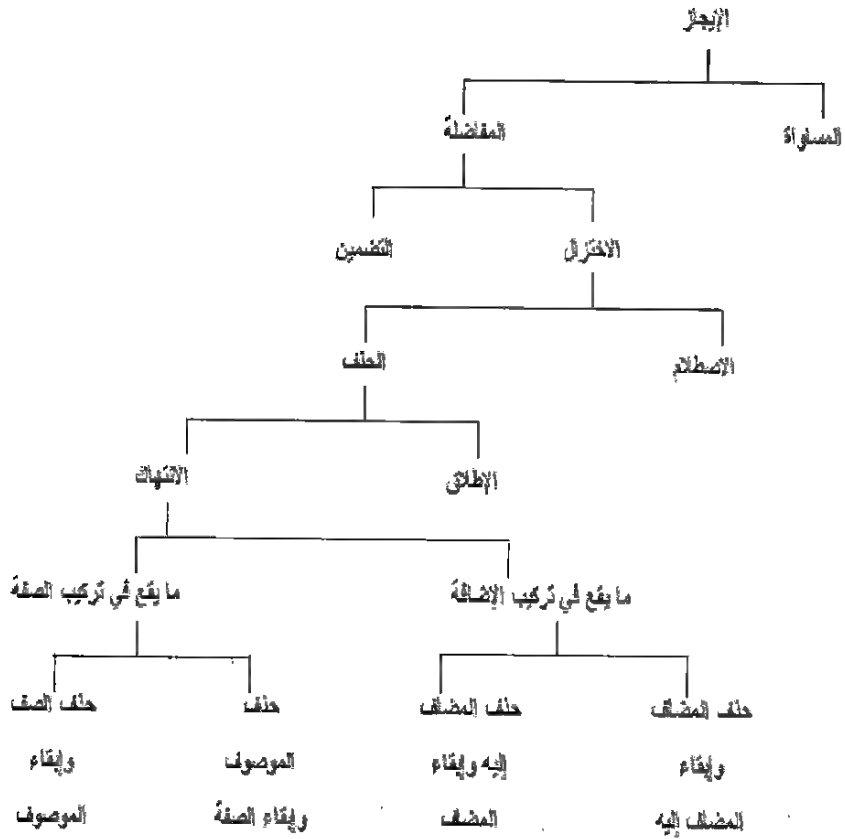 الإيجاز
المساواة
المفاضلة
الاختزال
التضمين
الاصطلام
الحذف
الإطلاق
الانتهاك
ما يقع في تركيب الإضافة
ما يقع في تركيب الصفة
حذف المضاف
وإبقاء
المضاف إليه
حذف المضاف
إليه وإبقاء
المضاف
حذف
الموصوف
وإبقاء الصفة
حذف الصف
وإبقاء
الموصوف